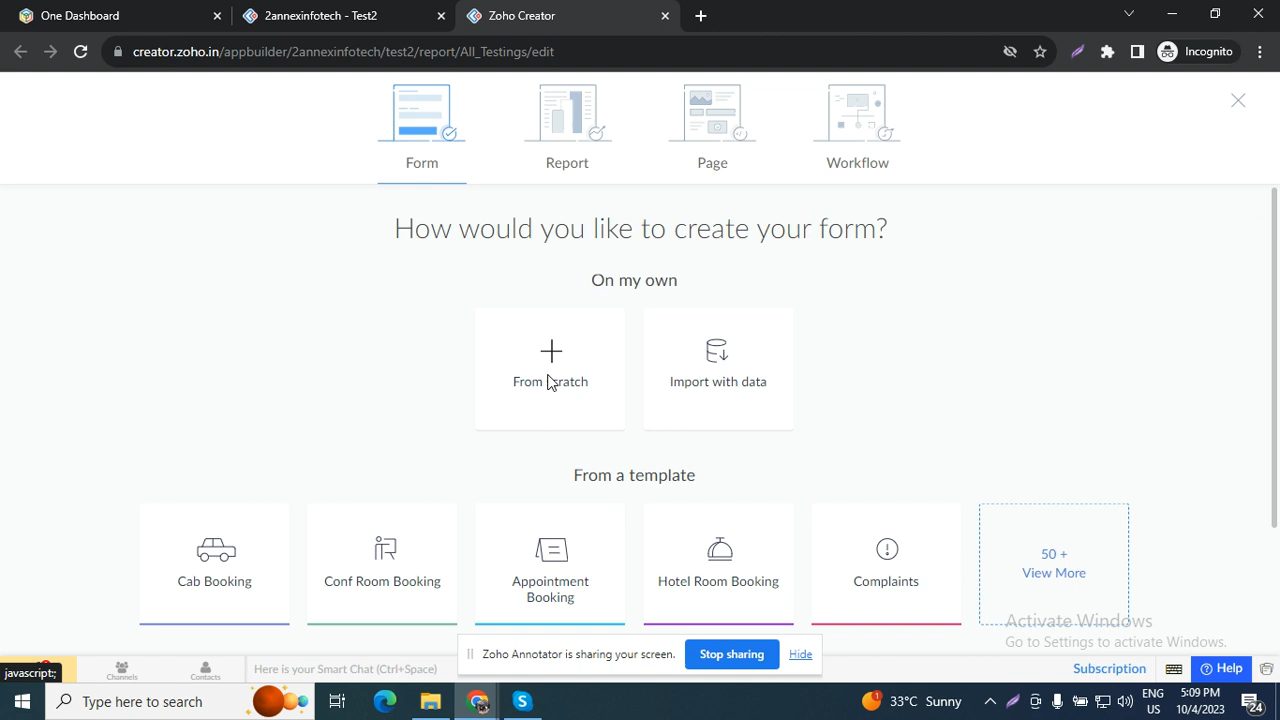 One Dashboard
2annexinfotech - Test2
Zoho Creator
creator.zoho.in/appbuilder/2annexinfotech/test2/report/All_Testings/edit
Incognito
Form
Report
Page
Workflow
How would you like to create your form?
On my own
From scratch
Import with data
From a template
Cab Booking
Conf Room Booking
Appointment
Booking
Hotel Room Booking
Complaints
50 +
View More
Activate Windows
Go to Settings to activate Windows.
Zoho Annotator is sharing your screen.
Stop sharing
Hide
javascript:;
Channels
Contacts
Here is your Smart Chat (Ctrl+Space)
Subscription
? Help
Type here to search
1
33°C Sunny
ENG
US
5:09 PM
10/4/2023
24